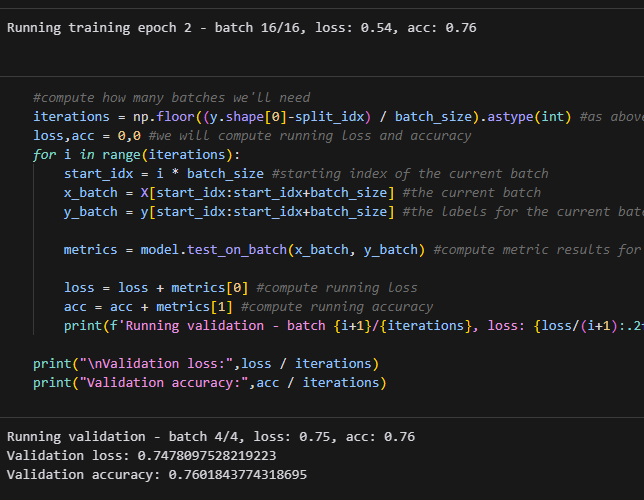 Running training epoch 2 - batch 16/16, loss: 0.54, acc: 0.76
#compute how many batches we'll need
iterations = np.floor((y.shape[0]-split_idx) / batch_size).astype(int) #as above
loss,acc = 0,0 #we will compute running loss and accuracy
for i in range(iterations):
start_idx = i * batch_size #starting index of the current batch
x_batch = X[start_idx:start_idx+batch_size] #the current batch
y_batch = y[start_idx:start_idx+batch_size] #the labels for the current bat
metrics = model.test_on_batch(x_batch, y_batch) #compute metric results for
loss = loss + metrics[0] #compute running loss
acc = acc + metrics[1] #compute running accuracy
print(f'Running validation - batch {i+1}/{iterations}, loss: {loss/(i+1):.2
print("\nValidation loss:",loss / iterations)
print("Validation accuracy:",acc / iterations)
Running validation - batch 4/4, loss: 0.75, acc: 0.76
Validation loss: 0.7478097528219223
Validation accuracy: 0.7601843774318695